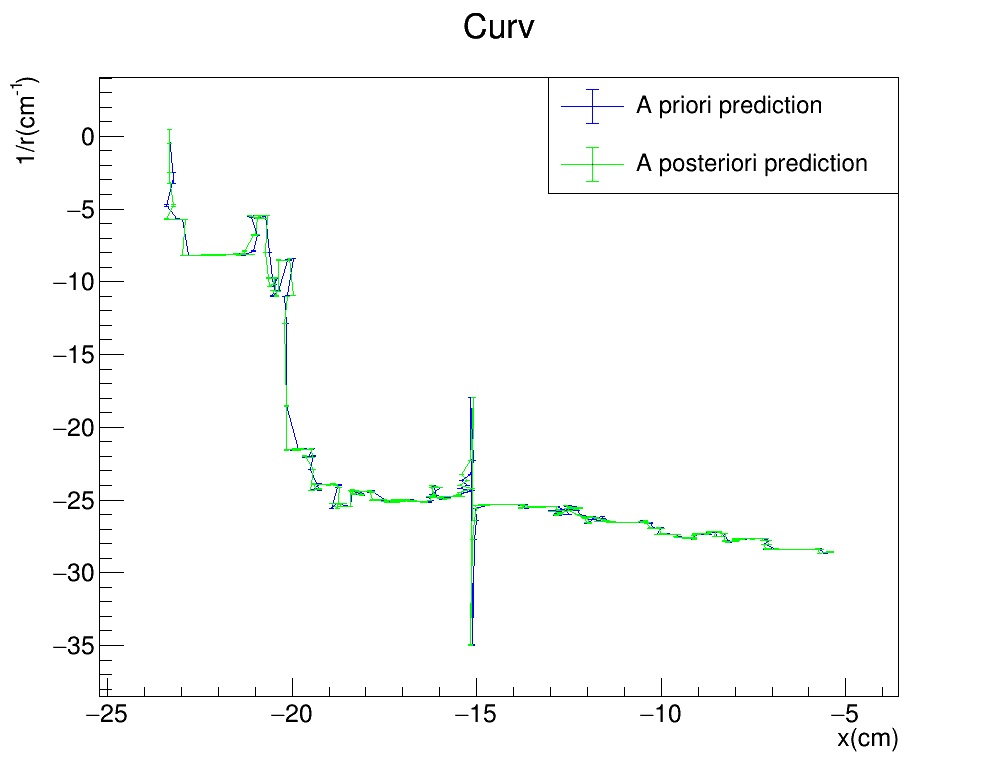 Curv
1/r(cm-1)
A priori prediction
A posteriori prediction
0
−5
−10
−15
−20
−25
−30
−35
−25 −20 −15 −10 −5
x(cm)